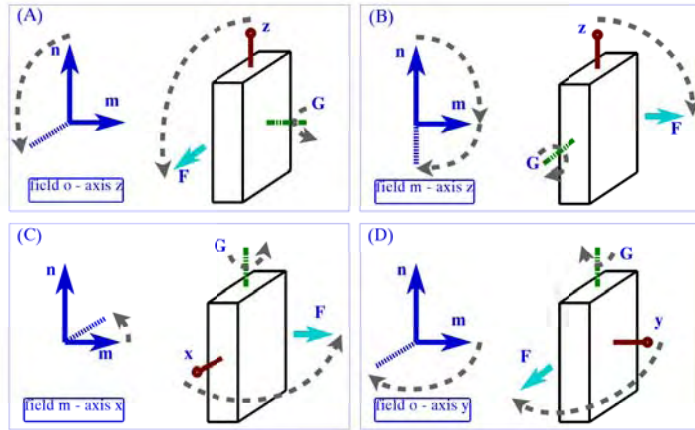 (A)
z
n
m
G
F
field o - axis z
(B)
z
n
m
F
G
field m - axis z
(C)
G
n
F
m
x
field m - axis x
(D)
G
n
m
y
F
field o - axis y